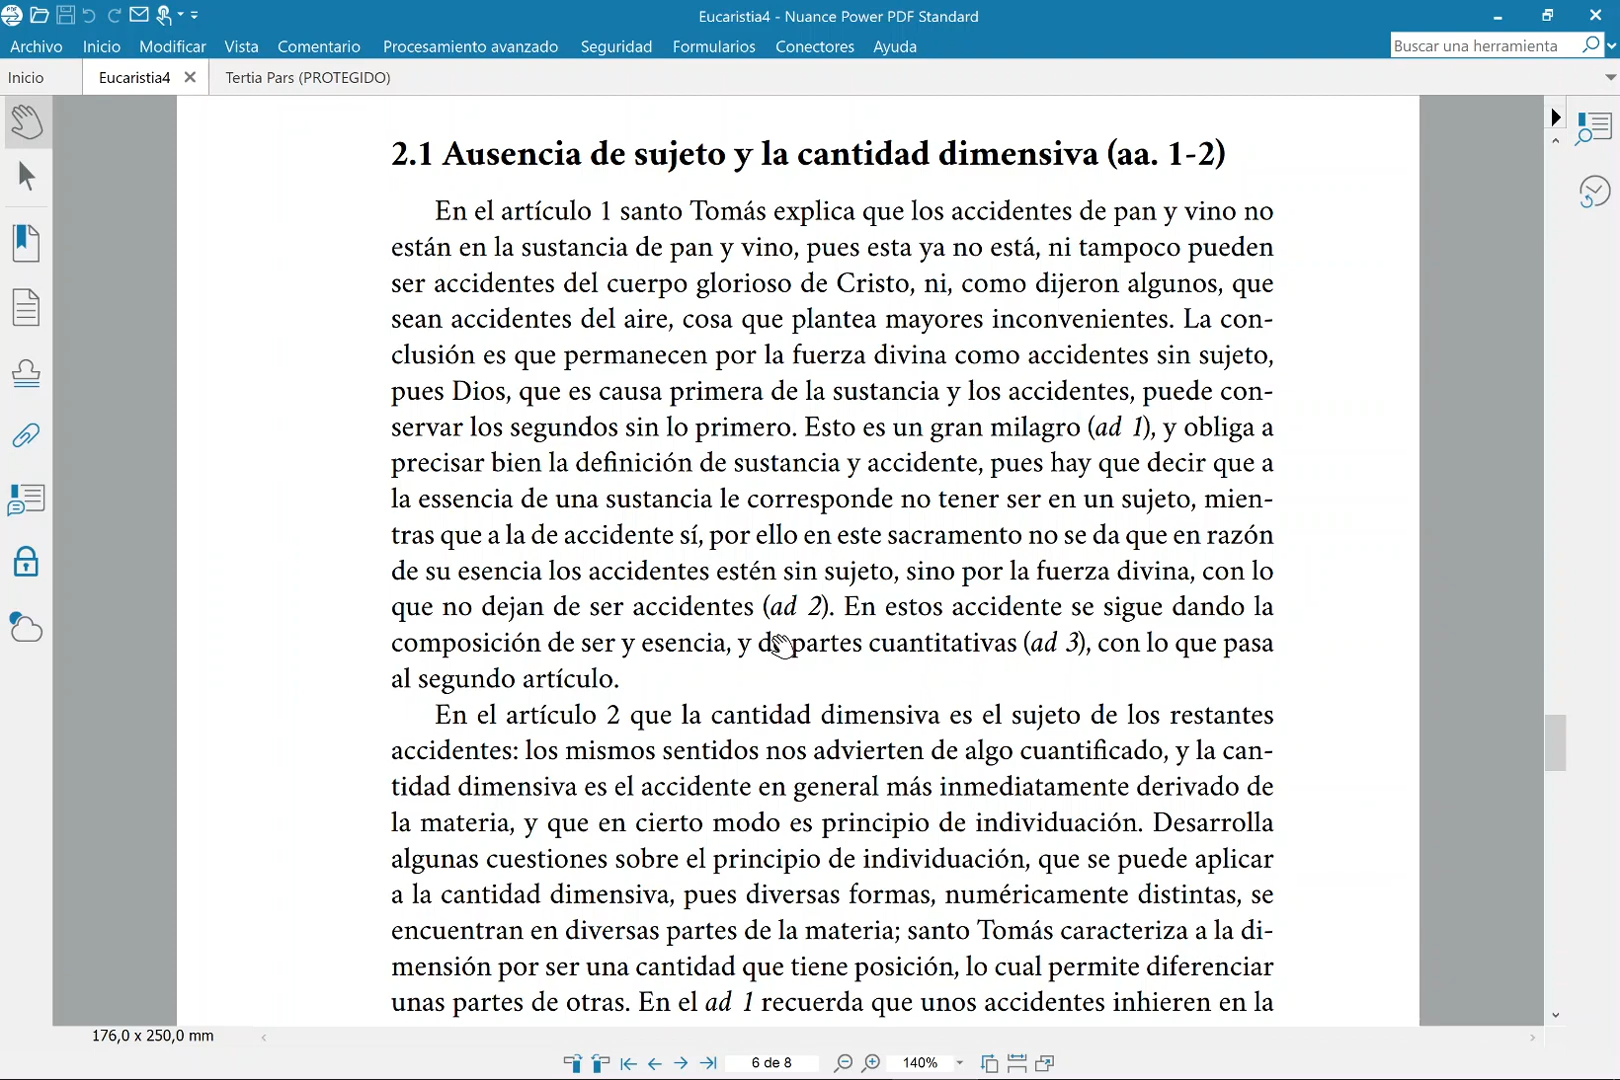 Eucaristia4 - Nuance Power PDF Standard
Archivo Inicio Modificar Vista Comentario Procesamiento avanzado Seguridad Formularios Conectores Ayuda Buscar una herramienta
Inicio Eucaristia4 Tertia Pars (PROTEGIDO)
2.1 Ausencia de sujeto y la cantidad dimensiva (aa. 1-2)
En el artículo 1 santo Tomás explica que los accidentes de pan y vino no
están en la sustancia de pan y vino, pues esta ya no está, ni tampoco pueden
ser accidentes del cuerpo glorioso de Cristo, ni, como dijeron algunos, que
sean accidentes del aire, cosa que plantea mayores inconvenientes. La con-
clusión es que permanecen por la fuerza divina como accidentes sin sujeto,
pues Dios, que es causa primera de la sustancia y los accidentes, puede con-
servar los segundos sin lo primero. Esto es un gran milagro (ad 1), y obliga a
precisar bien la definición de sustancia y accidente, pues hay que decir que a
la essencia de una sustancia le corresponde no tener ser en un sujeto, mien-
tras que a la de accidente sí, por ello en este sacramento no se da que en razón
de su esencia los accidentes estén sin sujeto, sino por la fuerza divina, con lo
que no dejan de ser accidentes (ad 2). En estos accidente se sigue dando la
composición de ser y esencia, y de partes cuantitativas (ad 3), con lo que pasa
al segundo artículo.
En el artículo 2 que la cantidad dimensiva es el sujeto de los restantes
accidentes: los mismos sentidos nos advierten de algo cuantificado, y la can-
tidad dimensiva es el accidente en general más inmediatamente derivado de
la materia, y que en cierto modo es principio de individuación. Desarrolla
algunas cuestiones sobre el principio de individuación, que se puede aplicar
a la cantidad dimensiva, pues diversas formas, numéricamente distintas, se
encuentran en diversas partes de la materia; santo Tomás caracteriza a la di-
mensión por ser una cantidad que tiene posición, lo cual permite diferenciar
unas partes de otras. En el ad 1 recuerda que unos accidentes inhieren en la
176,0 x 250,0 mm
6 de 8 140%